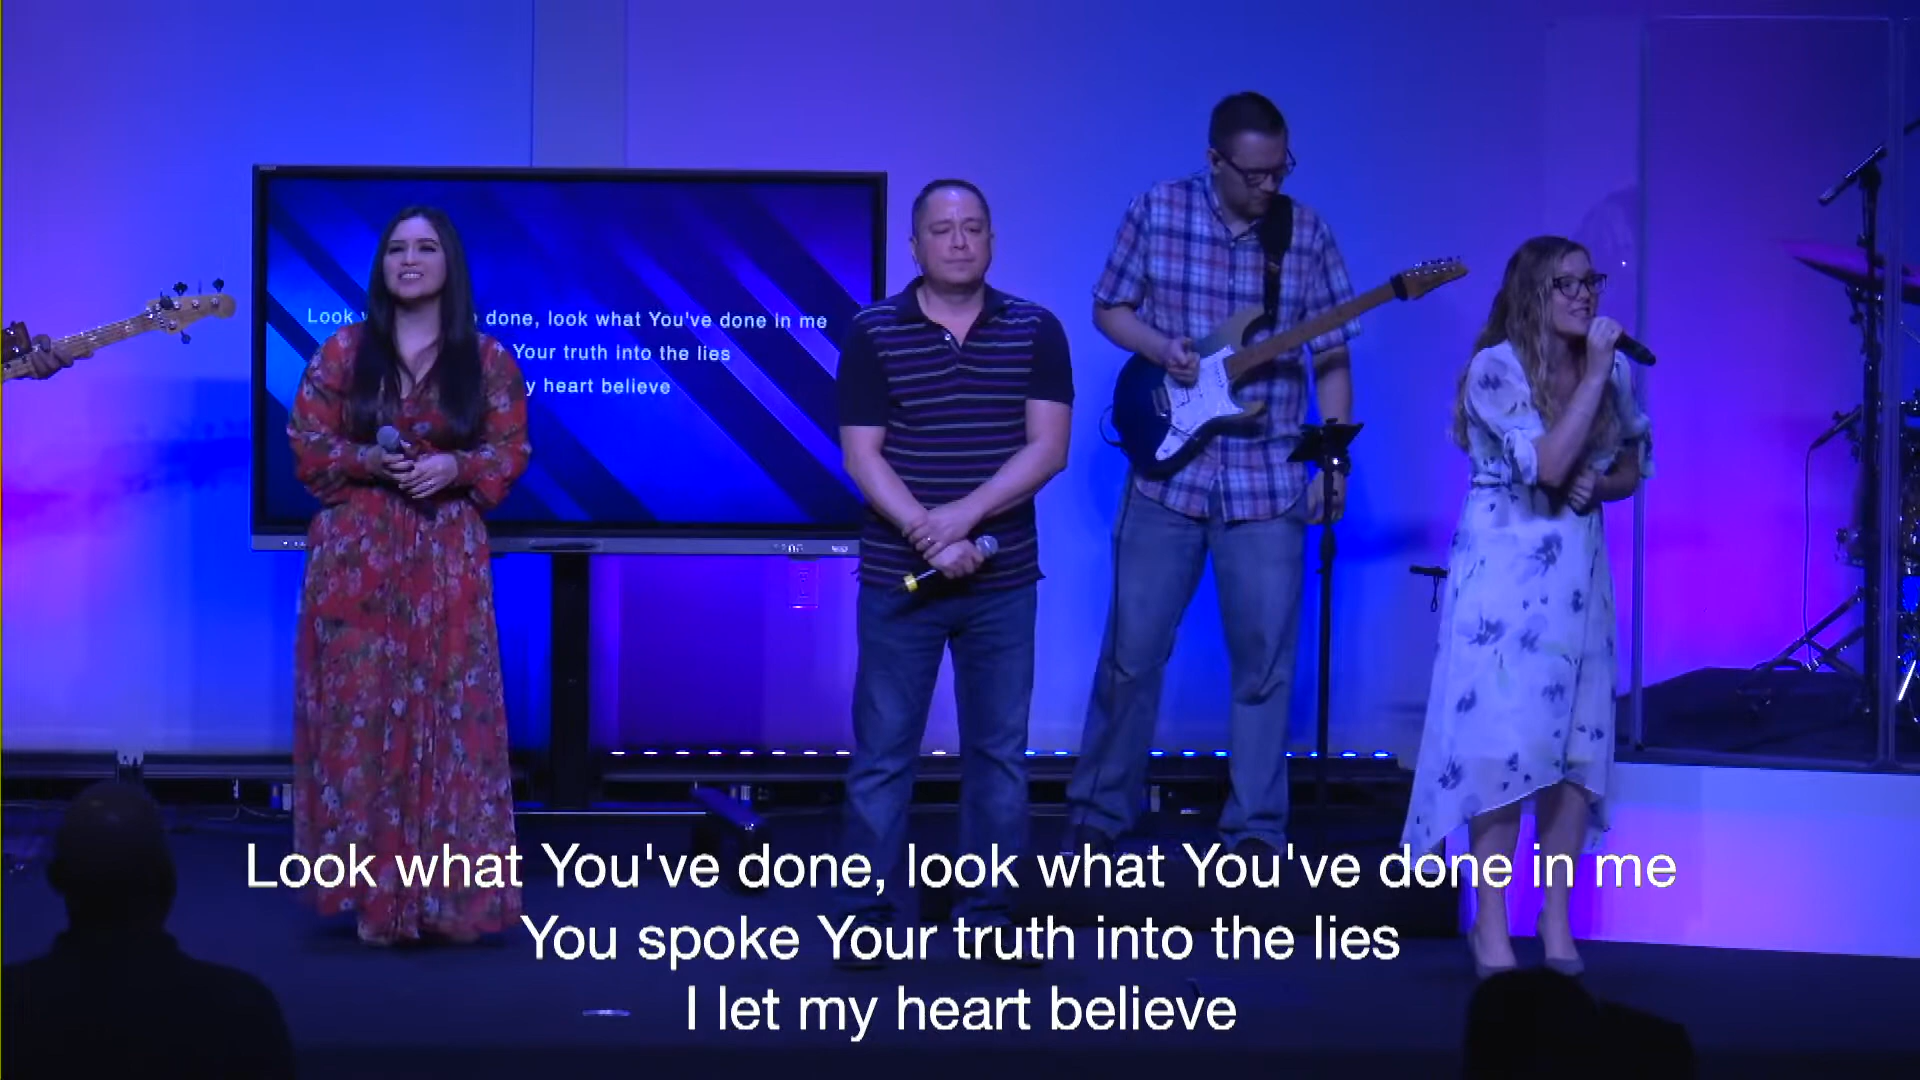 Look done, look what You've done in me
Your truth into the lies
heart believe
Look what You've done, look what You've done in me
You spoke Your truth into the lies
I let my heart believe